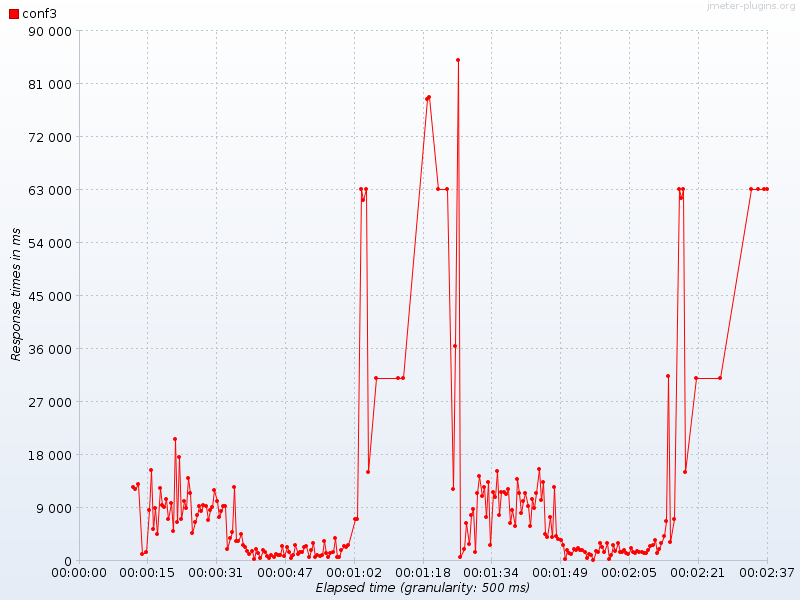 jmeter-plugins.org
conf3
90 000
81 000
72 000
63 000
54 000
45 000
36 000
27 000
18 000
9 000
0
Response times in ms
00:00:00 00:00:15 00:00:31 00:00:47 00:01:02 00:01:18 00:01:34 00:01:49 00:02:05 00:02:21 00:02:37
Elapsed time (granularity: 500 ms)